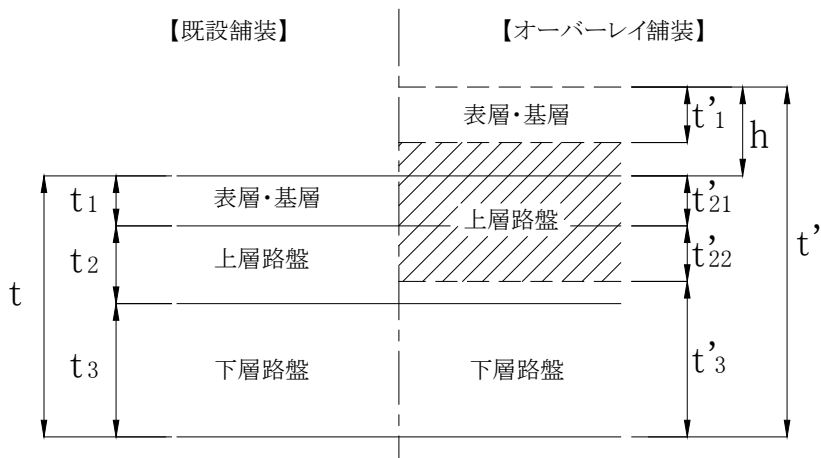 【既設舗装】
【オーバーレイ舗装】
表層・基層
t'1
h
t1
表層・基層
t'21
上層路盤
t2
上層路盤
t'22
t'
t
t3
下層路盤
下層路盤
t'3